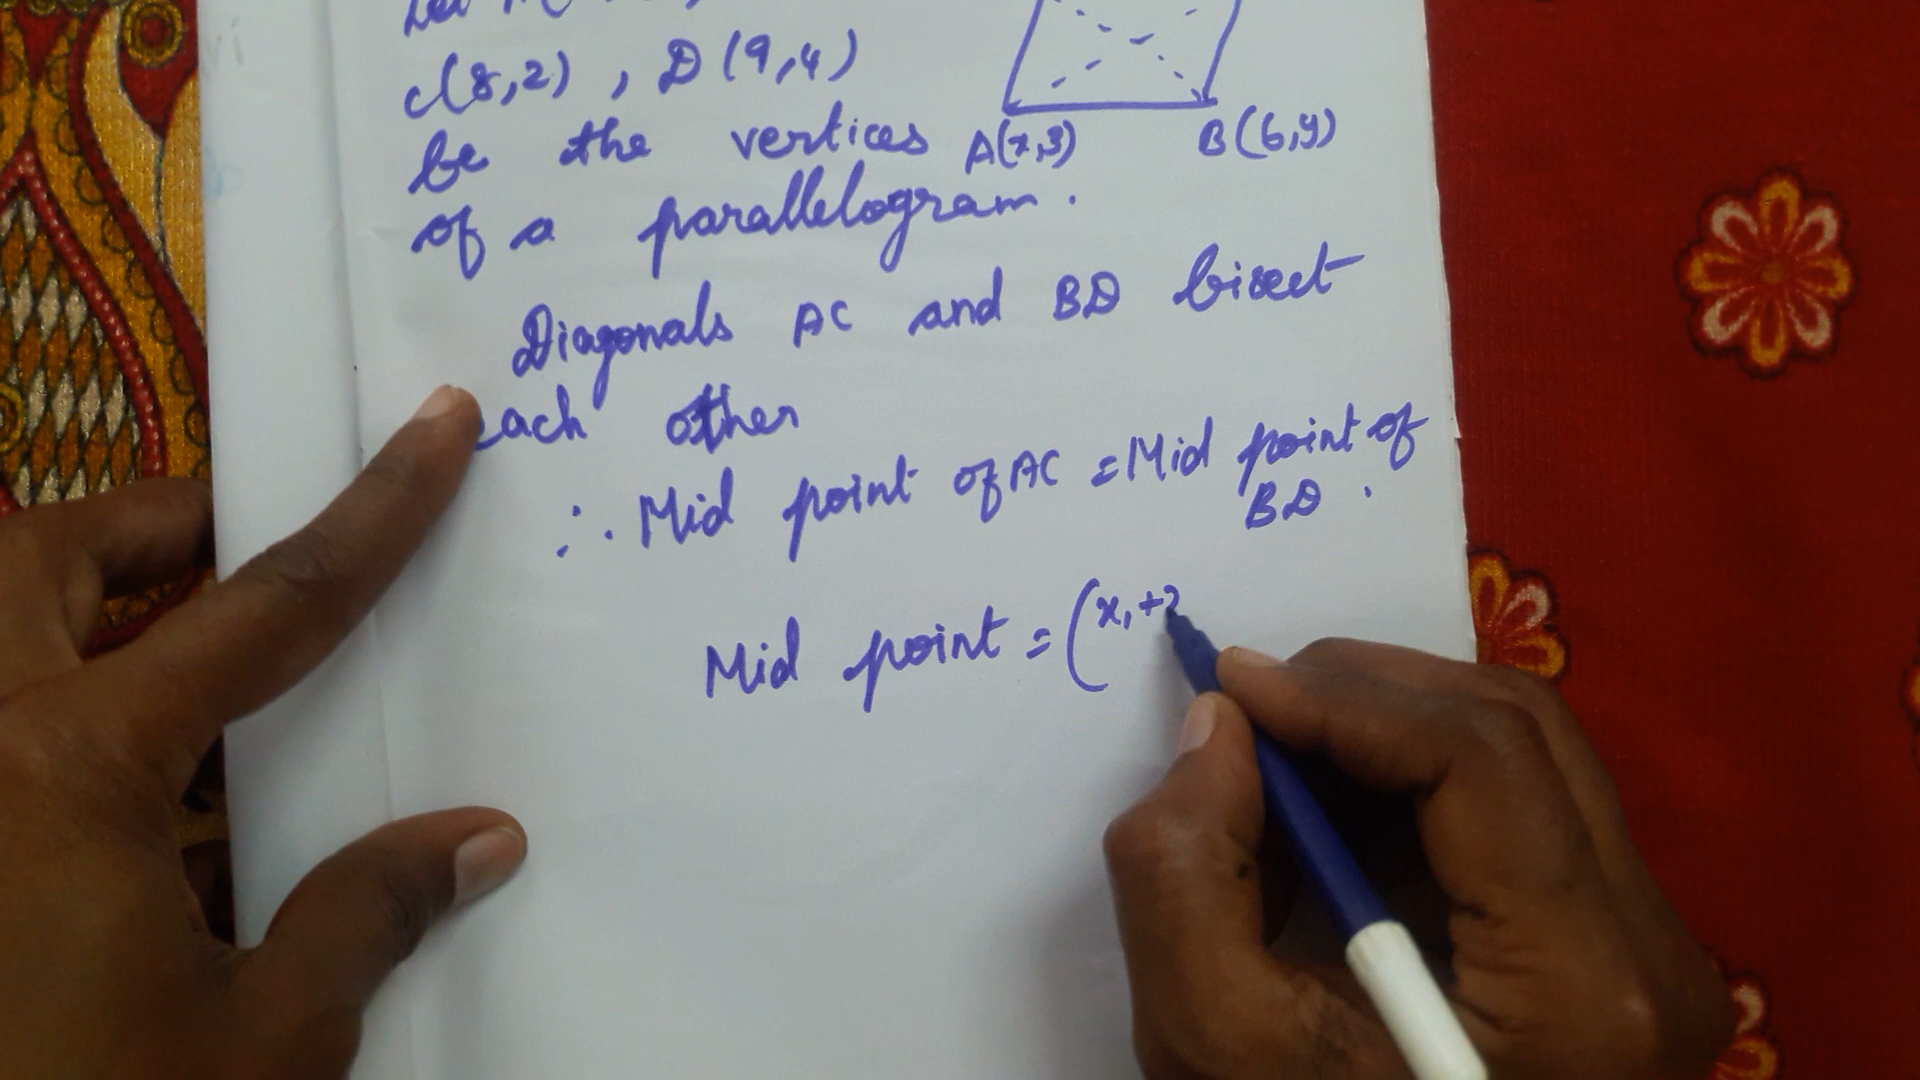 C(8,2) , D(9,4)
be the vertices
A(x,3)
B(6,y)
of a parallelogram.
Diagonals AC and BD bisect
each other
∴ Mid point of AC = Mid point of
BD.
Mid point = (x₁+